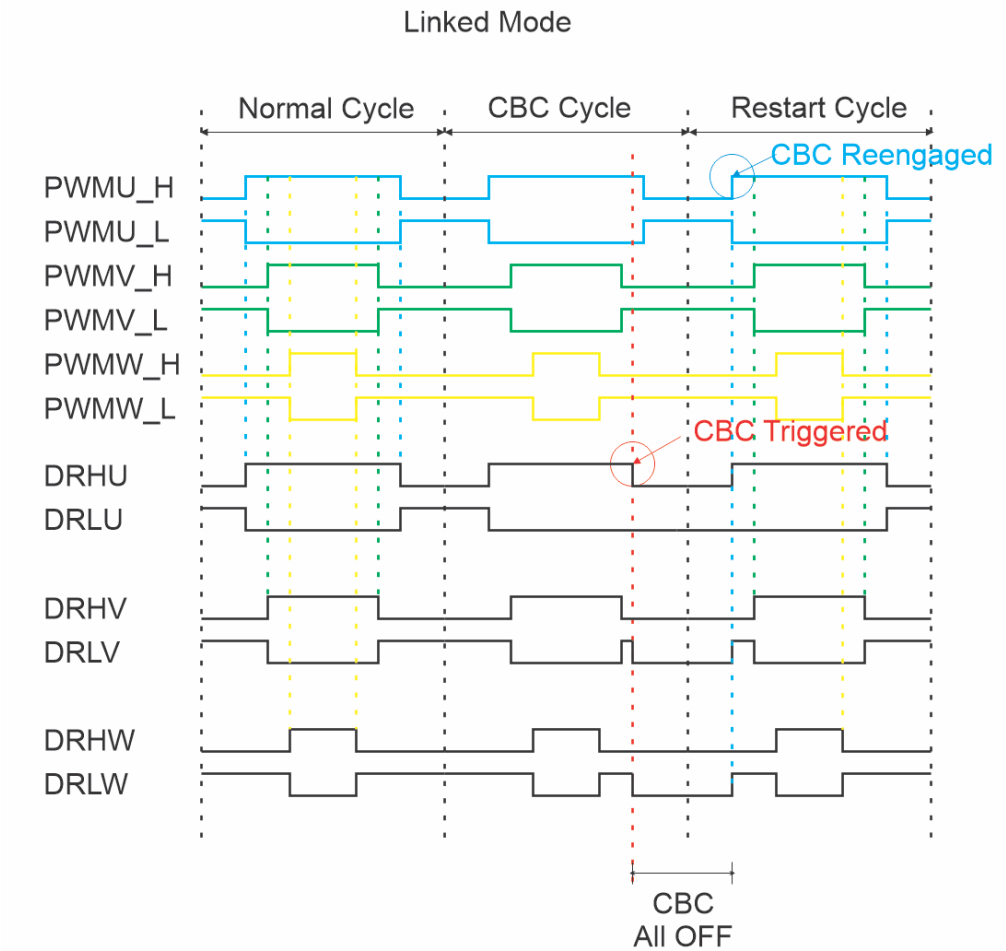 Linked Mode
Normal Cycle
CBC Cycle
Restart Cycle
CBC Reengaged
PWMU_H
PWMU_L
PWMV_H
PWMV_L
PWMW_H
PWMW_L
CBC Triggered
DRHU
DRLU
DRHV
DRLV
DRHW
DRLW
CBC
All OFF